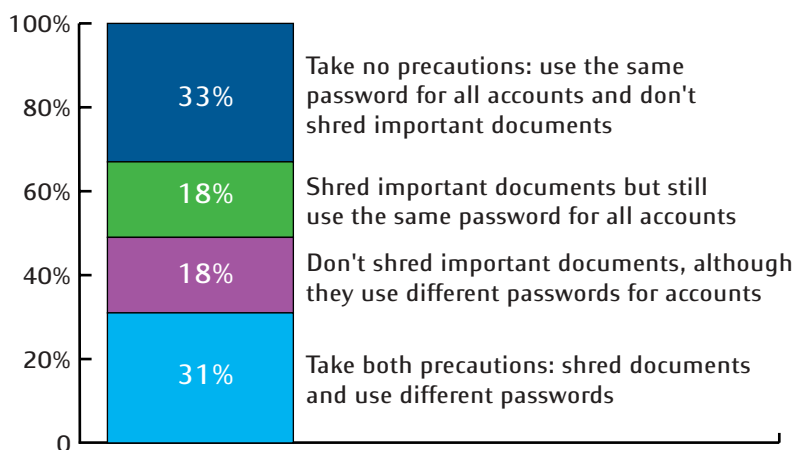 100%
80%
60%
40%
20%
0
33%
18%
18%
31%
Take no precautions: use the same
password for all accounts and don't
shred important documents
Shred important documents but still
use the same password for all accounts
Don't shred important documents, although
they use different passwords for accounts
Take both precautions: shred documents
and use different passwords